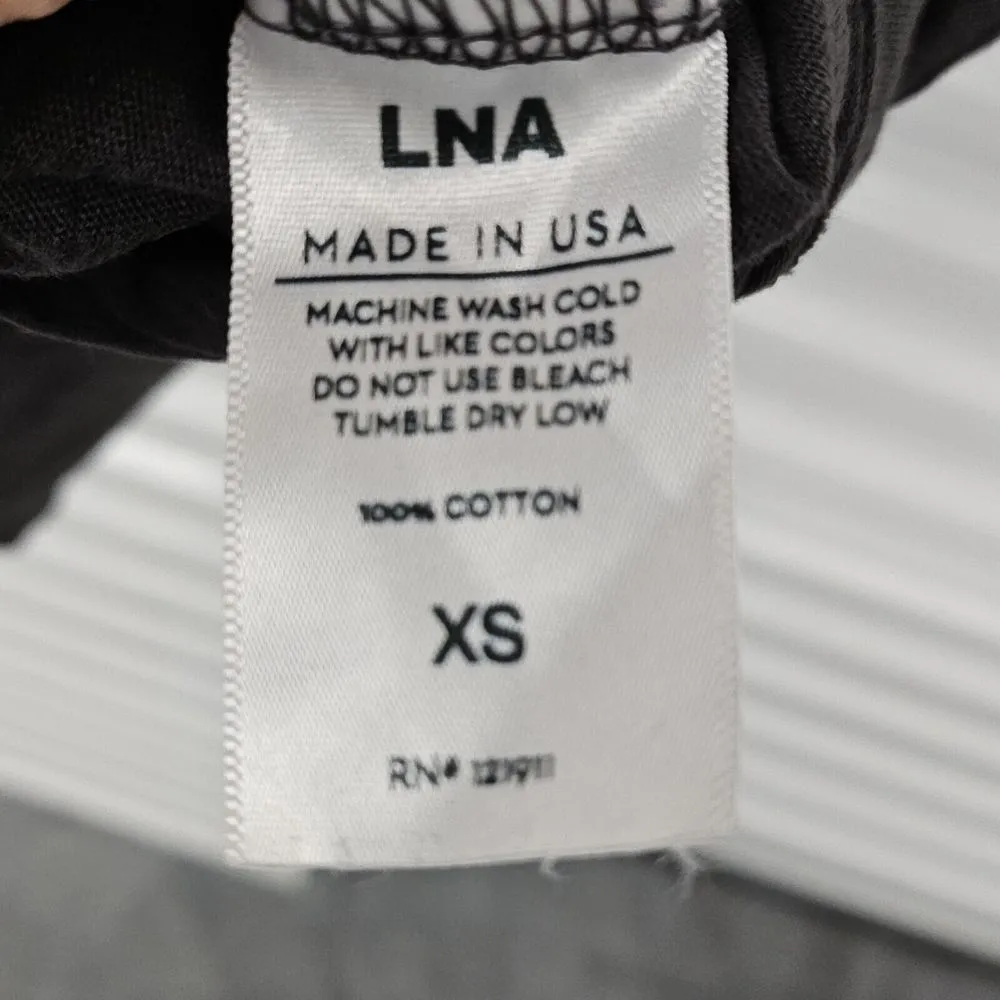 LNA
MADE IN USA
MACHINE WASH COLD
WITH LIKE COLORS
DO NOT USE BLEACH
TUMBLE DRY LOW
100% COTTON
XS
RN#